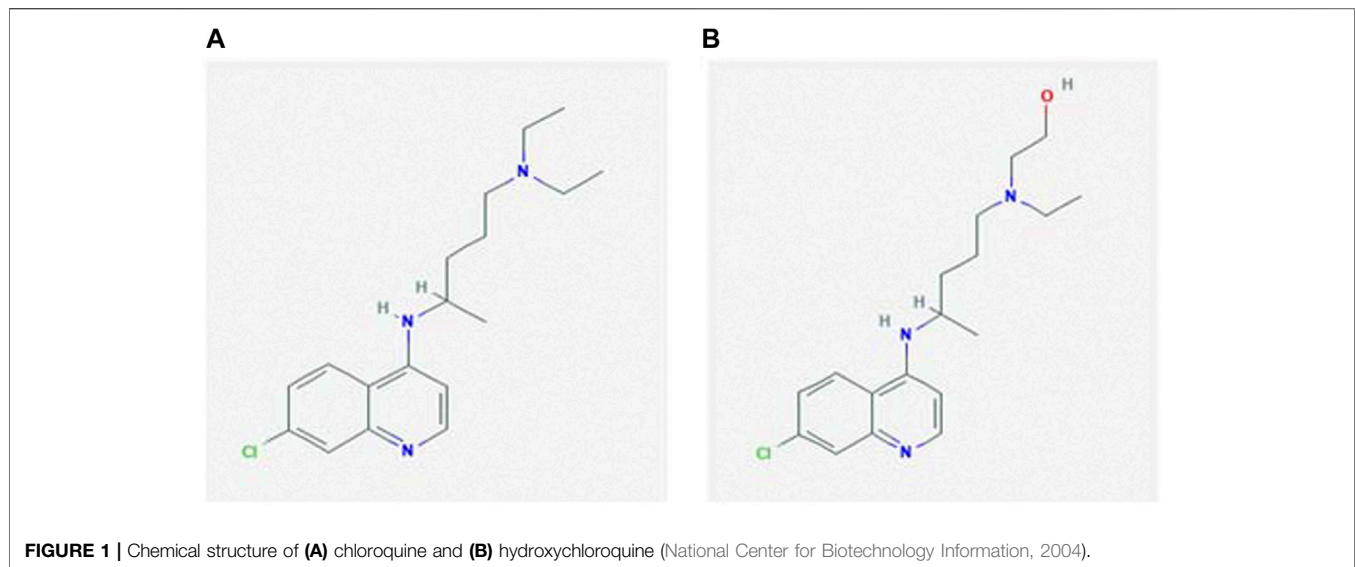 A
B
O H
N
N
H
H
H N
H N
Cl
N
Cl
N
FIGURE 1 | Chemical structure of (A) chloroquine and (B) hydroxychloroquine (National Center for Biotechnology Information, 2004).